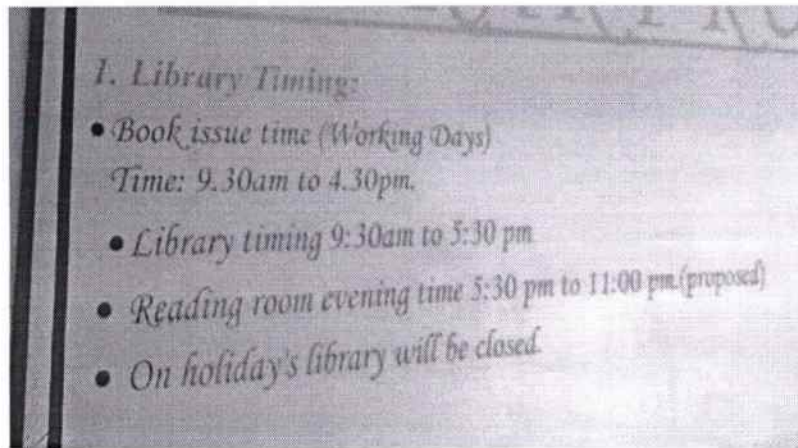 1. Library Timing:
• Book issue time (Working Days)
Time: 9.30am to 4.30pm.
• Library timing 9:30am to 5:30 pm
• Reading room evening time 5:30 pm to 11:00 pm.(proposed)
• On holiday's library will be closed.